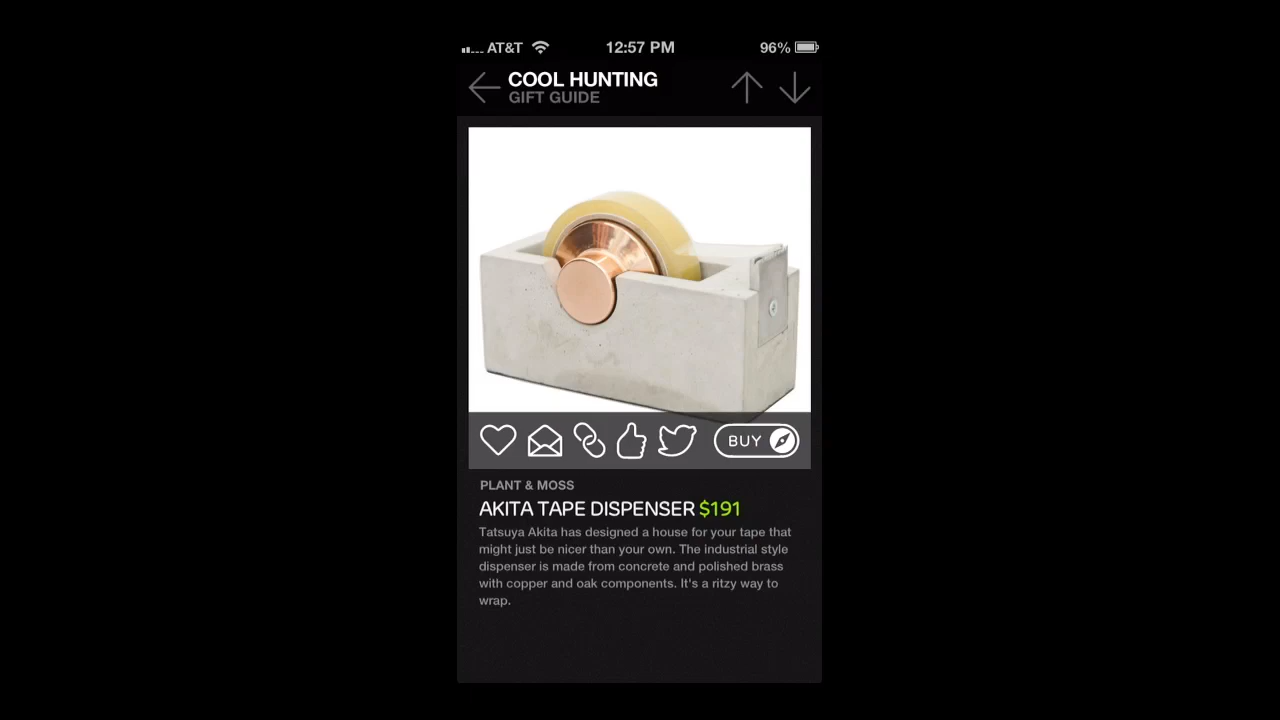 AT&T 12:57 PM 96%
COOL HUNTING
GIFT GUIDE
BUY
PLANT & MOSS
AKITA TAPE DISPENSER $191
Tatsuya Akita has designed a house for your tape that
might just be nicer than your own. The industrial style
dispenser is made from concrete and polished brass
with copper and oak components. It's a ritzy way to
wrap.